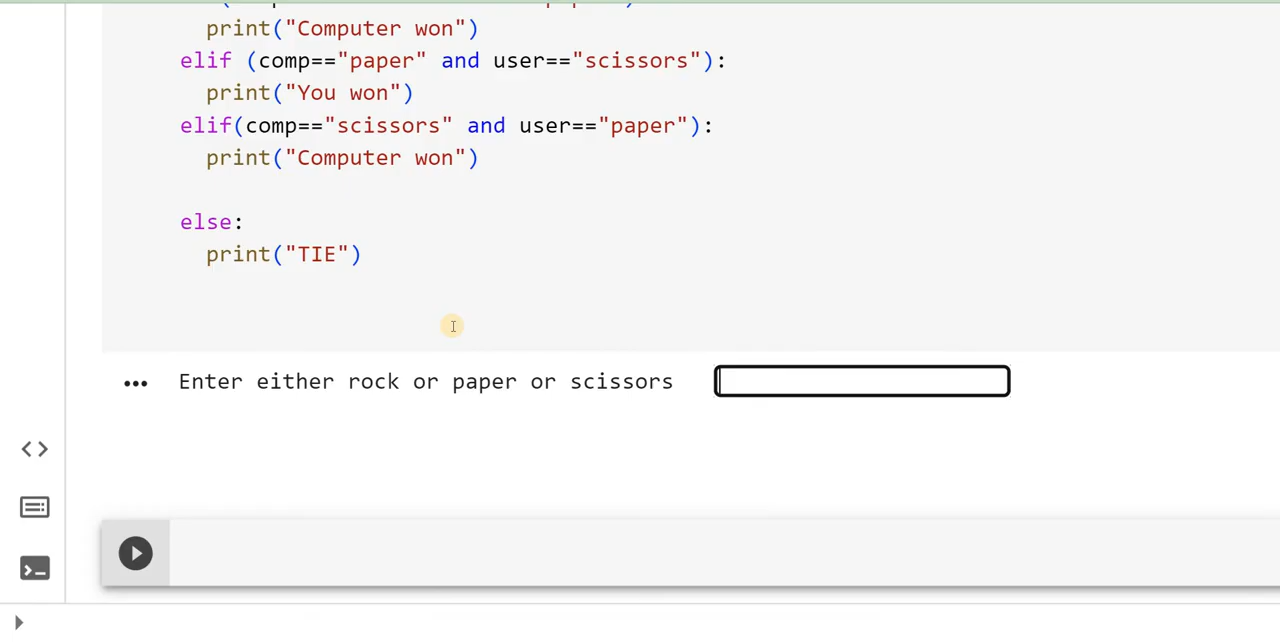 print("Computer won")
elif (comp=="paper" and user=="scissors"):
print("You won")
elif(comp=="scissors" and user=="paper"):
print("Computer won")
else:
print("TIE")
Enter either rock or paper or scissors